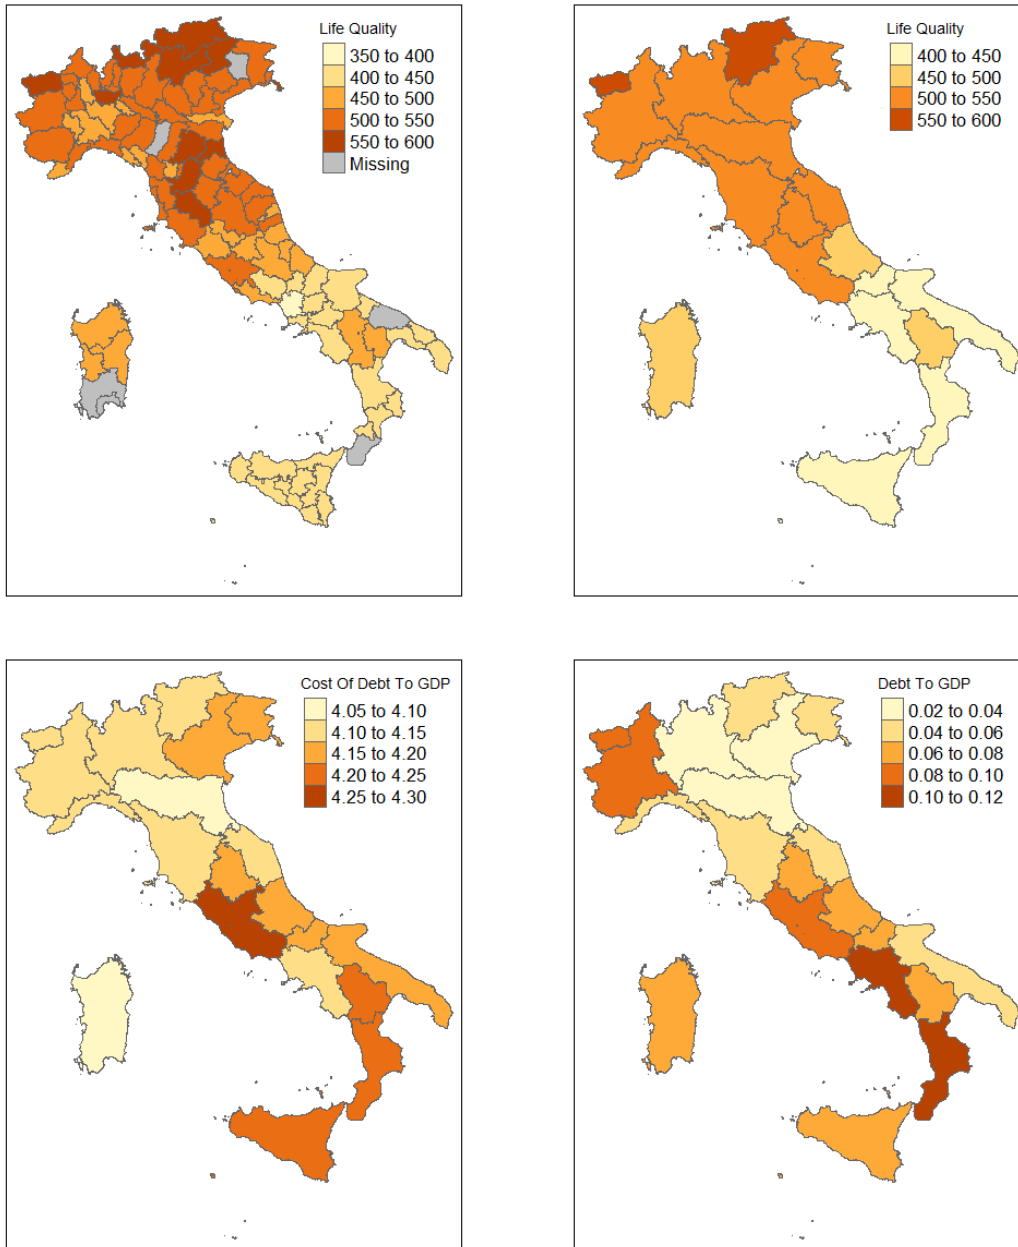 Life Quality
350 to 400
400 to 450
450 to 500
500 to 550
550 to 600
Missing
Life Quality
400 to 450
450 to 500
500 to 550
550 to 600
Cost Of Debt To GDP
4.05 to 4.10
4.10 to 4.15
4.15 to 4.20
4.20 to 4.25
4.25 to 4.30
Debt To GDP
0.02 to 0.04
0.04 to 0.06
0.06 to 0.08
0.08 to 0.10
0.10 to 0.12